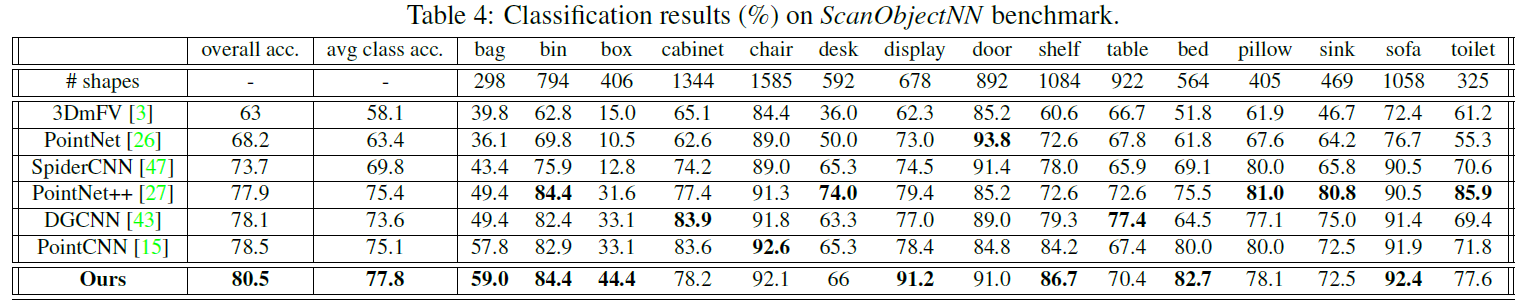 Table 4: Classification results (%) on ScanObjectNN benchmark.
overall acc. avg class acc. bag bin box cabinet chair desk display door shelf table bed pillow sink sofa toilet
# shapes - - 298 794 406 1344 1585 592 678 892 1084 922 564 405 469 1058 325
3DmFV [3] 63 58.1 39.8 62.8 15.0 65.1 84.4 36.0 62.3 85.2 60.6 66.7 51.8 61.9 46.7 72.4 61.2
PointNet [26] 68.2 63.4 36.1 69.8 10.5 62.6 89.0 50.0 73.0 93.8 72.6 67.8 61.8 67.6 64.2 76.7 55.3
SpiderCNN [47] 73.7 69.8 43.4 75.9 12.8 74.2 89.0 65.3 74.5 91.4 78.0 65.9 69.1 80.0 65.8 90.5 70.6
PointNet++ [27] 77.9 75.4 49.4 84.4 31.6 77.4 91.3 74.0 79.4 85.2 72.6 72.6 75.5 81.0 80.8 90.5 85.9
DGCNN [43] 78.1 73.6 49.4 82.4 33.1 83.9 91.8 63.3 77.0 89.0 79.3 77.4 64.5 77.1 75.0 91.4 69.4
PointCNN [15] 78.5 75.1 57.8 82.9 33.1 83.6 92.6 65.3 78.4 84.8 84.2 67.4 80.0 80.0 72.5 91.9 71.8
Ours 80.5 77.8 59.0 84.4 44.4 78.2 92.1 66 91.2 91.0 86.7 70.4 82.7 78.1 72.5 92.4 77.6